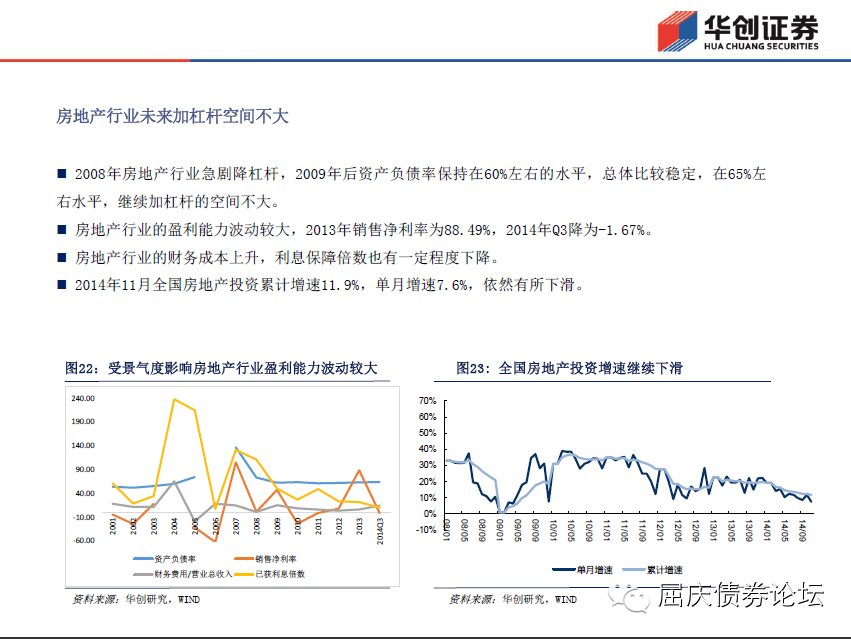 华创证券
HUA CHUANG SECURITIES
房地产行业未来加杠杆空间不大
■ 2008年房地产行业急剧降杠杆，2009年后资产负债率保持在60%左右的水平，总体比较稳定，在65%左
右水平，继续加杠杆的空间不大。
■ 房地产行业的盈利能力波动较大，2013年销售净利率为88.49%，2014年Q3降为-1.67%。
■ 房地产行业的财务成本上升，利息保障倍数也有一定程度下降。
■ 2014年11月全国房地产投资累计增速11.9%，单月增速7.6%，依然有所下滑。
图22：受景气度影响房地产行业盈利能力波动较大
240.00
190.00
140.00
90.00
40.00
-10.00
-60.00
2001 2002 2003 2004 2005 2006 2007 2008 2009 2010 2011 2012 2013 2014Q3
资产负债率 销售净利率
财务费用/营业总收入 已获利息倍数
资料来源：华创研究，WIND
图23：全国房地产投资增速继续下滑
70%
60%
50%
40%
30%
20%
10%
0%
-10%
08/01 08/05 08/09 09/01 09/05 09/09 10/01 10/05 10/09 11/01 11/05 11/09 12/01 12/05 12/09 13/01 13/05 13/09 14/01 14/05 14/09
单月增速 累计增速
资料来源：华创研究，WIND
屈庆债券论坛